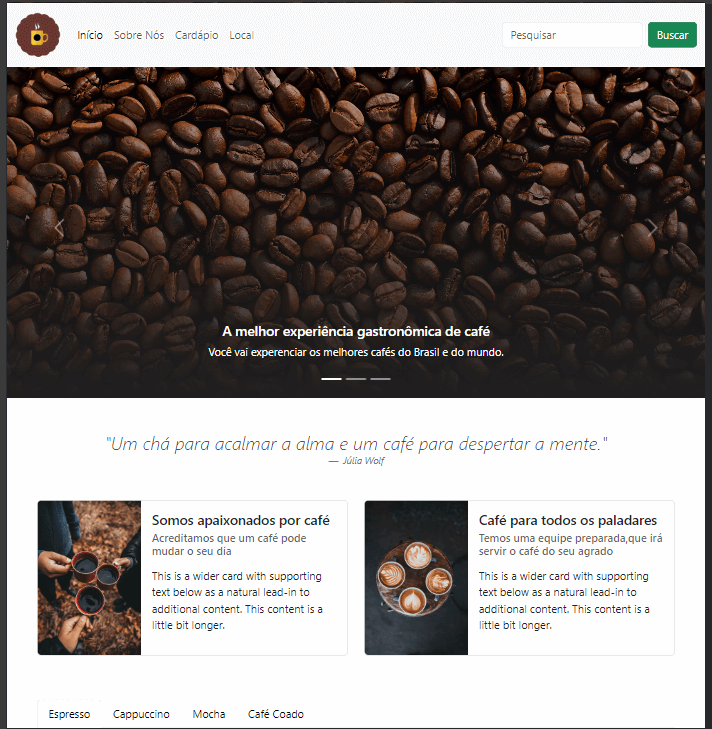 Início Sobre Nós Cardápio Local Pesquisar Buscar
A melhor experiência gastronômica de café
Você vai experenciar os melhores cafés do Brasil e do mundo.
"Um chá para acalmar a alma e um café para despertar a mente."
— Júlia Wolf
Somos apaixonados por café
Acreditamos que um café pode
mudar o seu dia
This is a wider card with supporting
text below as a natural lead-in to
additional content. This content is a
little bit longer.
Café para todos os paladares
Temos uma equipe preparada,que irá
servir o café do seu agrado
This is a wider card with supporting
text below as a natural lead-in to
additional content. This content is a
little bit longer.
Espresso Cappuccino Mocha Café Coado